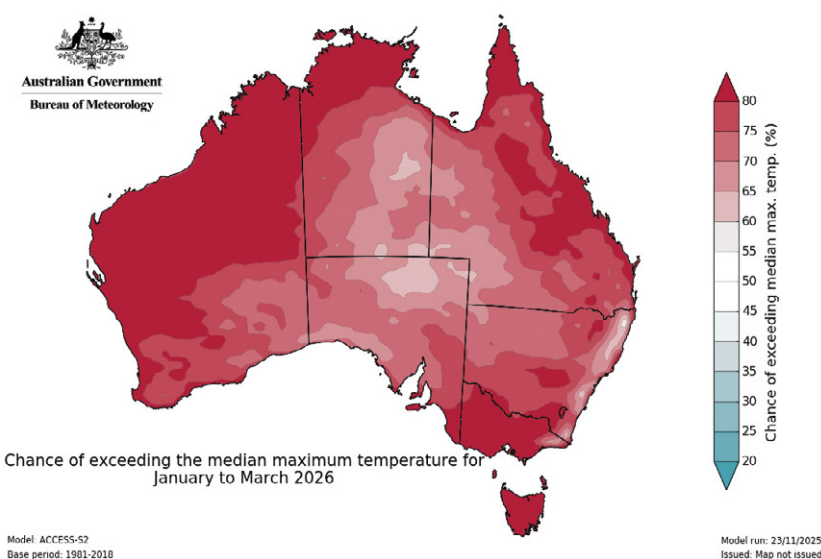 Australian Government
Bureau of Meteorology
80
75
70
65
60
55
50
45
40
35
30
25
20
Chance of exceeding median max. temp. (%)
Chance of exceeding the median maximum temperature for
January to March 2026
Model: ACCESS-S2
Base period: 1981-2018
Model run: 23/11/2025
Issued: Map not issued